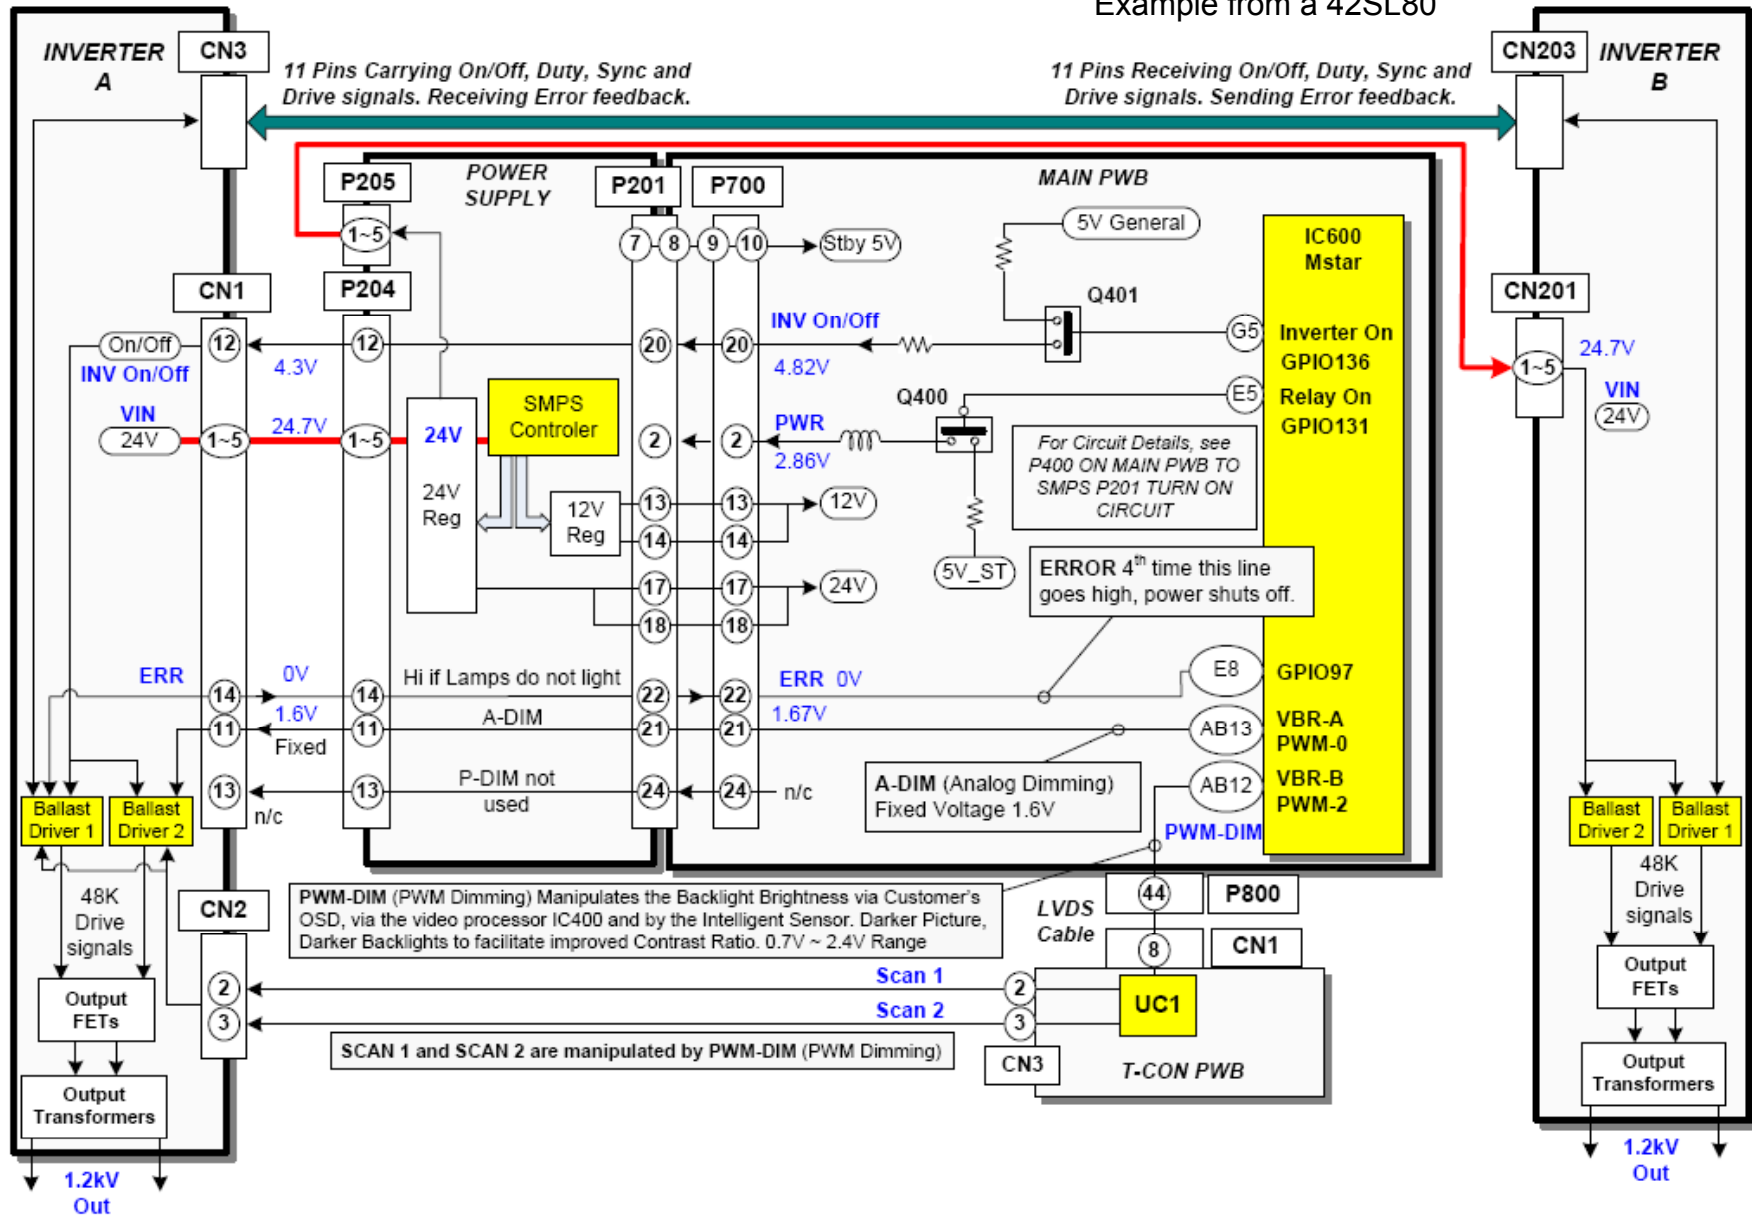 Example from a 42SL80
INVERTER
A
CN3
11 Pins Carrying On/Off, Duty, Sync and
Drive signals. Receiving Error feedback.
11 Pins Receiving On/Off, Duty, Sync and
Drive signals. Sending Error feedback.
CN203
INVERTER
B
P205
POWER
SUPPLY
P201
P700
MAIN PWB
1~5
7
8
9
10
Stby 5V
5V General
IC600
Mstar
CN1
P204
Q401
CN201
On/Off
12
12
20
20
INV On/Off
G5
Inverter On
GPIO136
INV On/Off
4.3V
4.82V
24.7V
1~5
VIN
24V
SMPS
Controler
Q400
E5
Relay On
GPIO131
VIN
24V
1~5
24.7V
1~5
24V
24V
Reg
2
2
PWR
2.86V
For Circuit Details, see
P400 ON MAIN PWB TO
SMPS P201 TURN ON
CIRCUIT
12V
Reg
13
13
12V
14
14
5V_ST
ERROR 4th time this line
goes high, power shuts off.
17
17
24V
18
18
ERR
14
0V
14
Hi if Lamps do not light
22
22
ERR 0V
E8
GPIO97
11
1.6V
Fixed
11
A-DIM
21
21
1.67V
AB13
VBR-A
PWM-0
13
n/c
13
P-DIM not
used
24
24
n/c
A-DIM (Analog Dimming)
Fixed Voltage 1.6V
AB12
VBR-B
PWM-2
PWM-DIM
Ballast
Driver 1
Ballast
Driver 2
Ballast
Driver 2
Ballast
Driver 1
48K
Drive
signals
CN2
PWM-DIM (PWM Dimming) Manipulates the Backlight Brightness via Customer's
OSD, via the video processor IC400 and by the Intelligent Sensor. Darker Picture,
Darker Backlights to facilitate improved Contrast Ratio. 0.7V ~ 2.4V Range
LVDS
Cable
44
P800
8
CN1
48K
Drive
signals
Output
FETs
2
3
Scan 1
Scan 2
2
3
UC1
Output
FETs
SCAN 1 and SCAN 2 are manipulated by PWM-DIM (PWM Dimming)
CN3
T-CON PWB
Output
Transformers
Output
Transformers
1.2kV
Out
1.2kV
Out